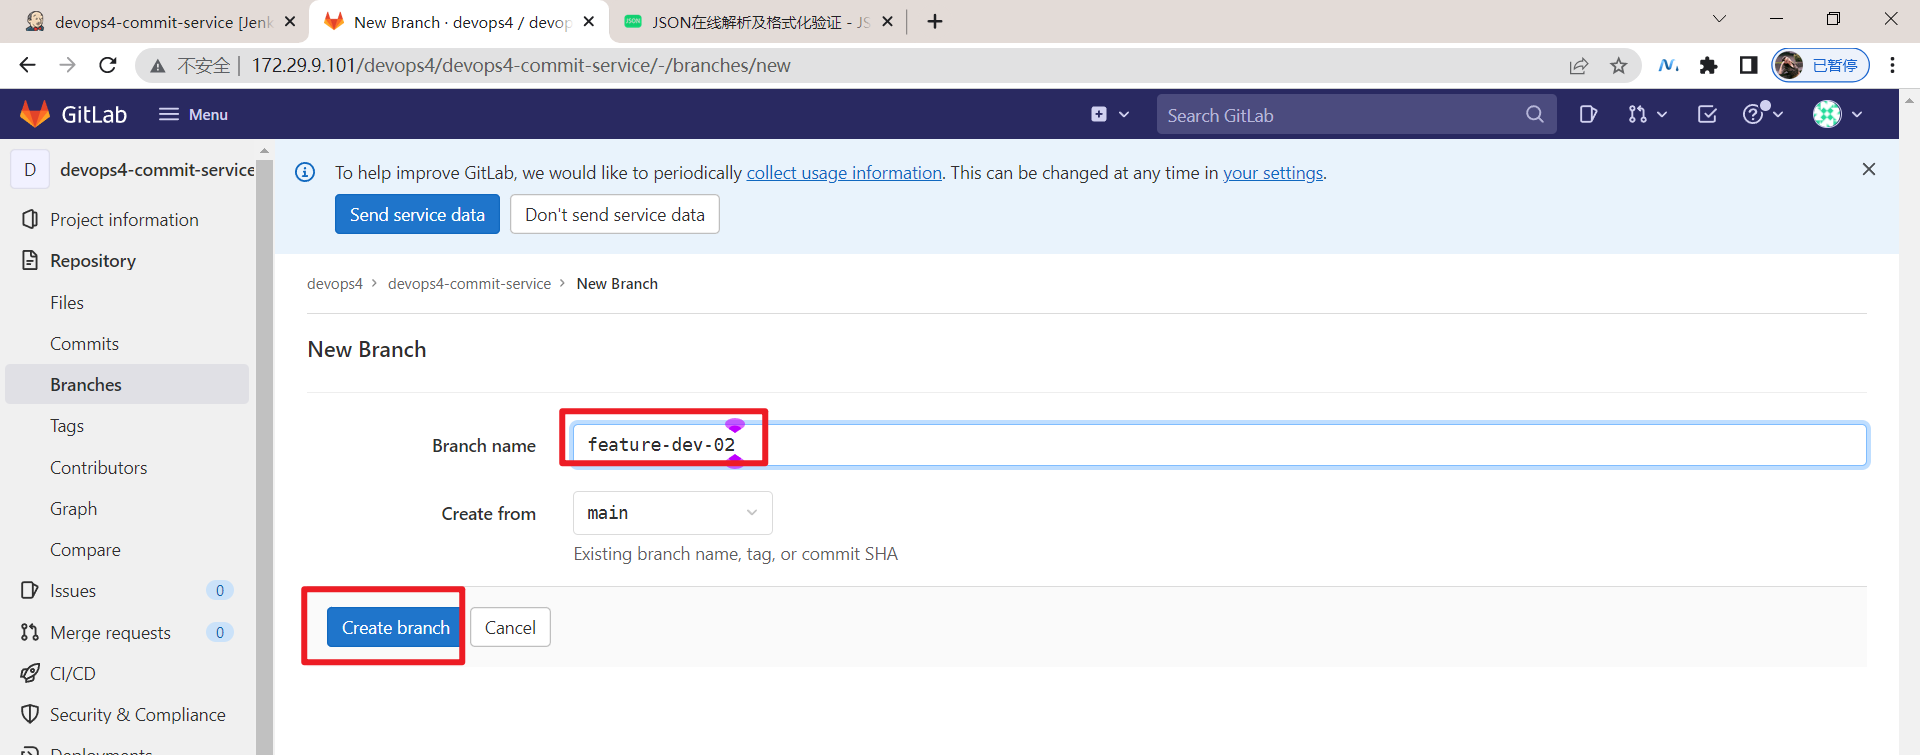 devops4-commit-service [Jenk
New Branch · devops4 / devop
JSON在线解析及格式化验证 - JS
不安全 | 172.29.9.101/devops4/devops4-commit-service/-/branches/new
已暂停
GitLab
Menu
Search GitLab
D devops4-commit-service
Project information
Repository
Files
Commits
Branches
Tags
Contributors
Graph
Compare
Issues 0
Merge requests 0
CI/CD
Security & Compliance
Deployments
To help improve GitLab, we would like to periodically collect usage information. This can be changed at any time in your settings.
Send service data Don't send service data
devops4 > devops4-commit-service > New Branch
New Branch
Branch name feature-dev-02
Create from main
Existing branch name, tag, or commit SHA
Create branch Cancel